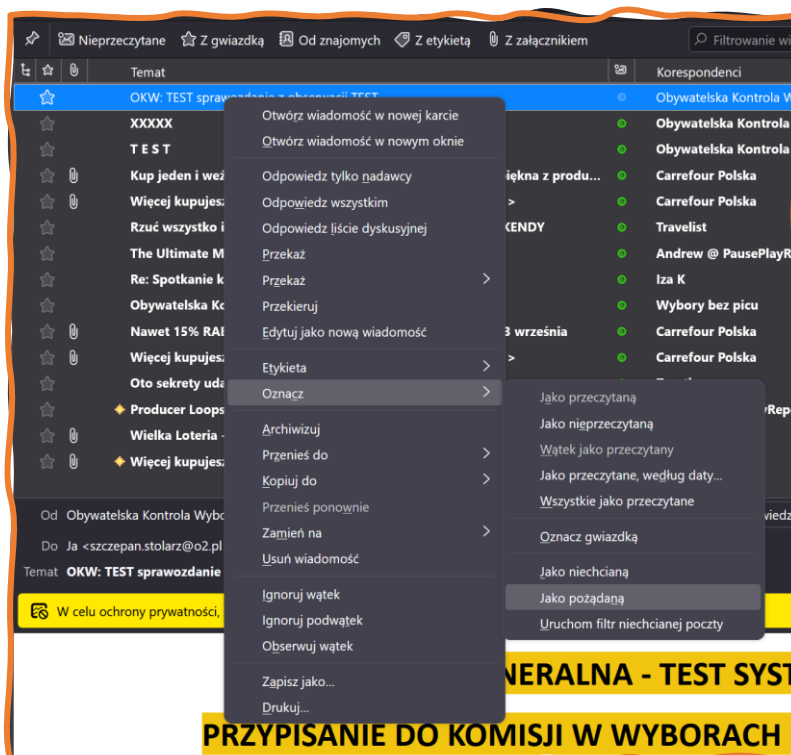 Nieprzeczytane Z gwiazdką Od znajomych Z etykietą Z załącznikiem Filtrowanie wi
Temat Korespondenci
OKW: TEST sprawozdanie z obserwacji TEST Obywatelska Kontrola W
XXXXX Obywatelska Kontrola
T E S T Obywatelska Kontrola
Kup jeden i weź iękna z produ... Carrefour Polska
Więcej kupujesz > Carrefour Polska
Rzuć wszystko i KENDY Travelist
The Ultimate M Andrew @ PausePlayR
Re: Spotkanie k Iza K
Obywatelska Ko Wybory bez picu
Nawet 15% RAB 3 września Carrefour Polska
Więcej kupujesz > Carrefour Polska
Oto sekrety uda
Producer Loops yRepe
Wielka Loteria -
Więcej kupujesz
Otwórz wiadomość w nowej karcie
Otwórz wiadomość w nowym oknie
Odpowiedz tylko nadawcy
Odpowiedz wszystkim
Odpowiedz liście dyskusyjnej
Przekaż
Przekaż
Przekieruj
Edytuj jako nową wiadomość
Etykieta
Oznacz
Archiwizuj
Przenieś do
Kopiuj do
Przenieś ponownie
Zamień na
Usuń wiadomość
Ignoruj wątek
Ignoruj podwątek
Obserwuj wątek
Zapisz jako...
Drukuj...
Jako przeczytaną
Jako nieprzeczytaną
Wątek jako przeczytany
Jako przeczytane, według daty...
Wszystkie jako przeczytane
Oznacz gwiazdką
Jako niechcianą
Jako pożądaną
Uruchom filtr niechcianej poczty
Od Obywatelska Kontrola Wybo wiedz
Do Ja <szczepan.stolarz@o2.pl
Temat OKW: TEST sprawozdanie
W celu ochrony prywatności,
NERALNA - TEST SYST
PRZYPISANIE DO KOMISJI W WYBORACH